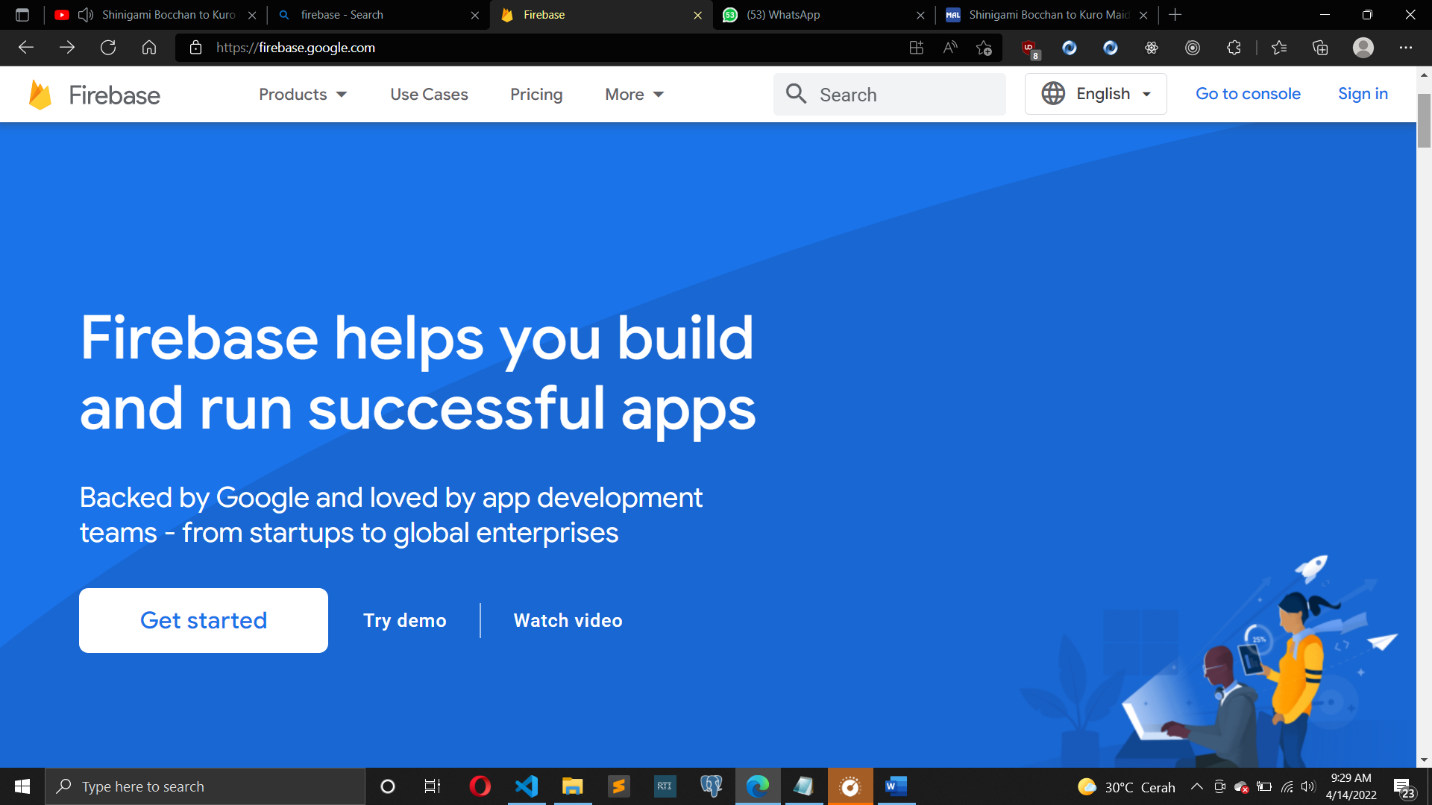 Shinigami Bocchan to Kuro
firebase - Search
Firebase
(53) WhatsApp
Shinigami Bocchan to Kuro Maid
https://firebase.google.com
8
Firebase
Products
Use Cases
Pricing
More
Search
English
Go to console
Sign in
Firebase helps you build
and run successful apps
Backed by Google and loved by app development
teams - from startups to global enterprises
Get started
Try demo
Watch video
25%
Type here to search
RTI
30°C Cerah
9:29 AM
4/14/2022
23